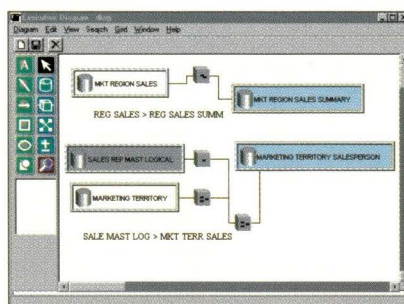 Diagram Edit View Search Grid Window Help
MKT REGION SALES
MKT REGION SALES SUMMARY
REG SALES > REG SALES SUMM
SALES REP MAST LOGICAL
MARKETING TERRITORY SALESPERSON
MARKETING TERRITORY
SALE MAST LOG > MKT TERR SALES